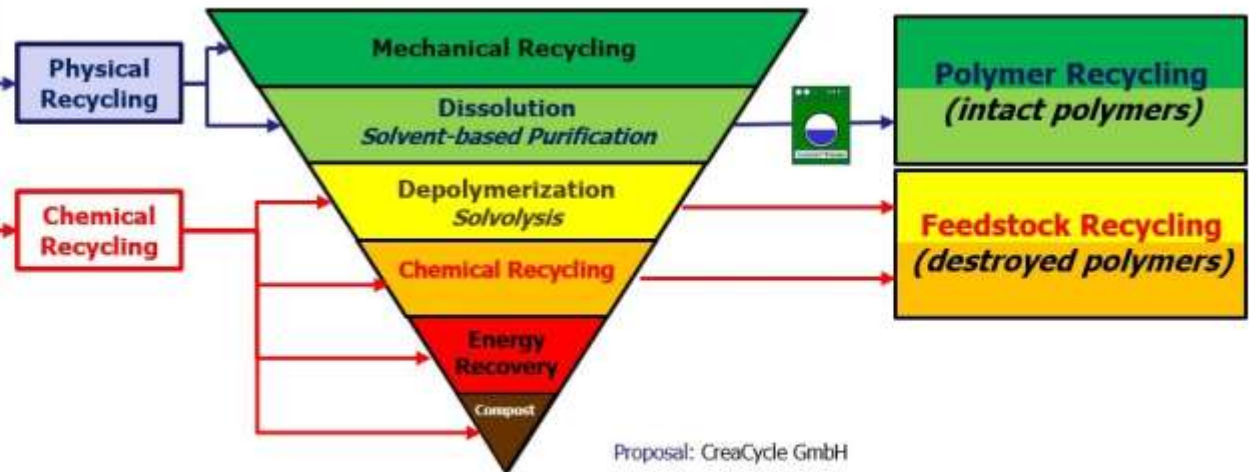 Physical
Recycling
Mechanical Recycling
Dissolution
Solvent-based Purification
Polymer Recycling
(intact polymers)
Chemical
Recycling
Depolymerization
Solvolysis
Chemical Recycling
Feedstock Recycling
(destroyed polymers)
Energy
Recovery
Compost
Proposal: CreaCycle GmbH